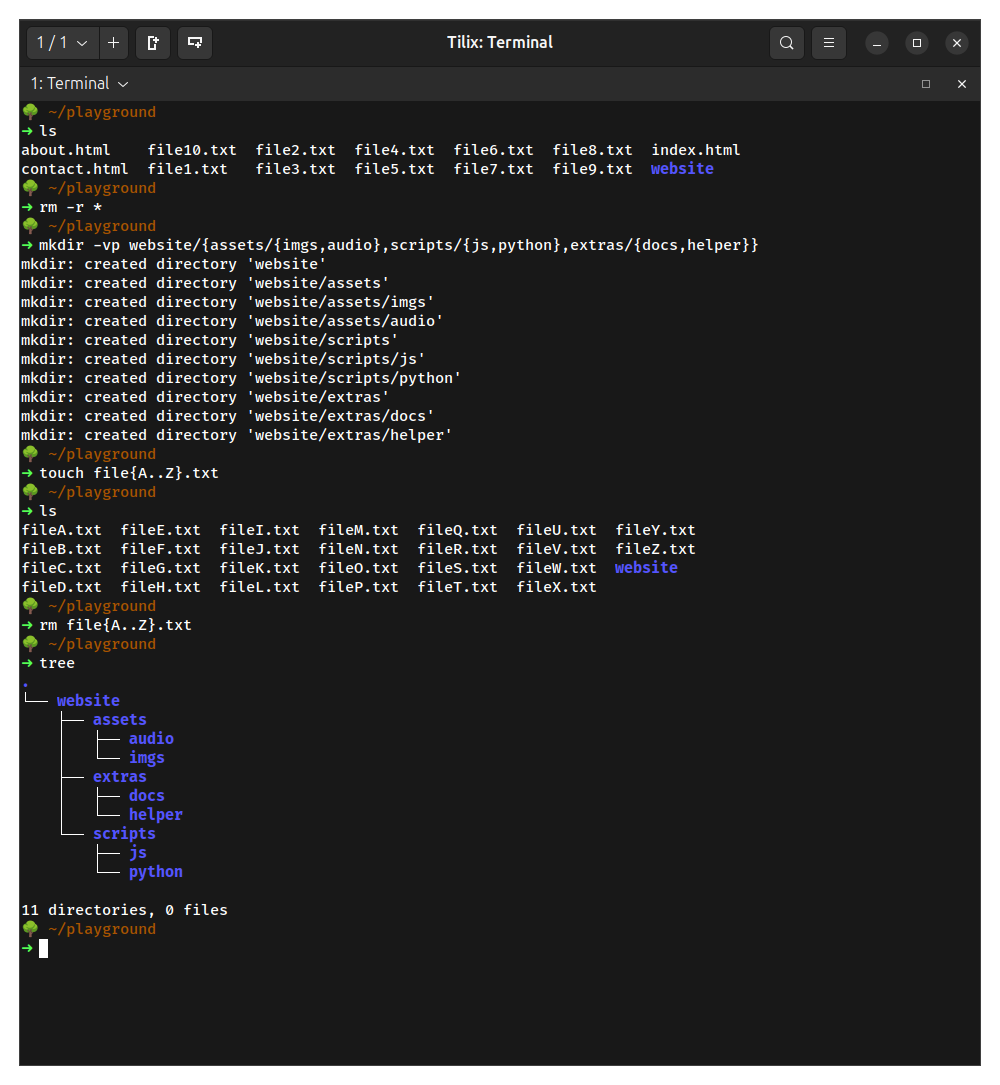 1 / 1
Tilix: Terminal
1: Terminal
~/playground
➜ ls
about.html    file10.txt  file2.txt  file4.txt  file6.txt  file8.txt  index.html
contact.html  file1.txt   file3.txt  file5.txt  file7.txt  file9.txt  website
~/playground
➜ rm -r *
~/playground
➜ mkdir -vp website/{assets/{imgs,audio},scripts/{js,python},extras/{docs,helper}}
mkdir: created directory 'website'
mkdir: created directory 'website/assets'
mkdir: created directory 'website/assets/imgs'
mkdir: created directory 'website/assets/audio'
mkdir: created directory 'website/scripts'
mkdir: created directory 'website/scripts/js'
mkdir: created directory 'website/scripts/python'
mkdir: created directory 'website/extras'
mkdir: created directory 'website/extras/docs'
mkdir: created directory 'website/extras/helper'
~/playground
➜ touch file{A..Z}.txt
~/playground
➜ ls
fileA.txt  fileE.txt  fileI.txt  fileM.txt  fileQ.txt  fileU.txt  fileY.txt
fileB.txt  fileF.txt  fileJ.txt  fileN.txt  fileR.txt  fileV.txt  fileZ.txt
fileC.txt  fileG.txt  fileK.txt  fileO.txt  fileS.txt  fileW.txt  website
fileD.txt  fileH.txt  fileL.txt  fileP.txt  fileT.txt  fileX.txt
~/playground
➜ rm file{A..Z}.txt
~/playground
➜ tree
.
└── website
    ├── assets
    │   ├── audio
    │   └── imgs
    ├── extras
    │   ├── docs
    │   └── helper
    └── scripts
        ├── js
        └── python
11 directories, 0 files
~/playground
➜